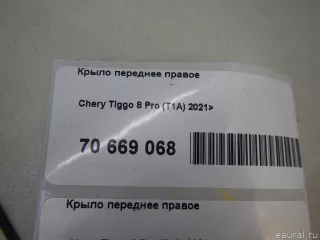 Крыло переднее правое
Chery Tiggo 8 Pro (T1A) 2021>
70 669 068
Крыло переднее правое
eaural.ru